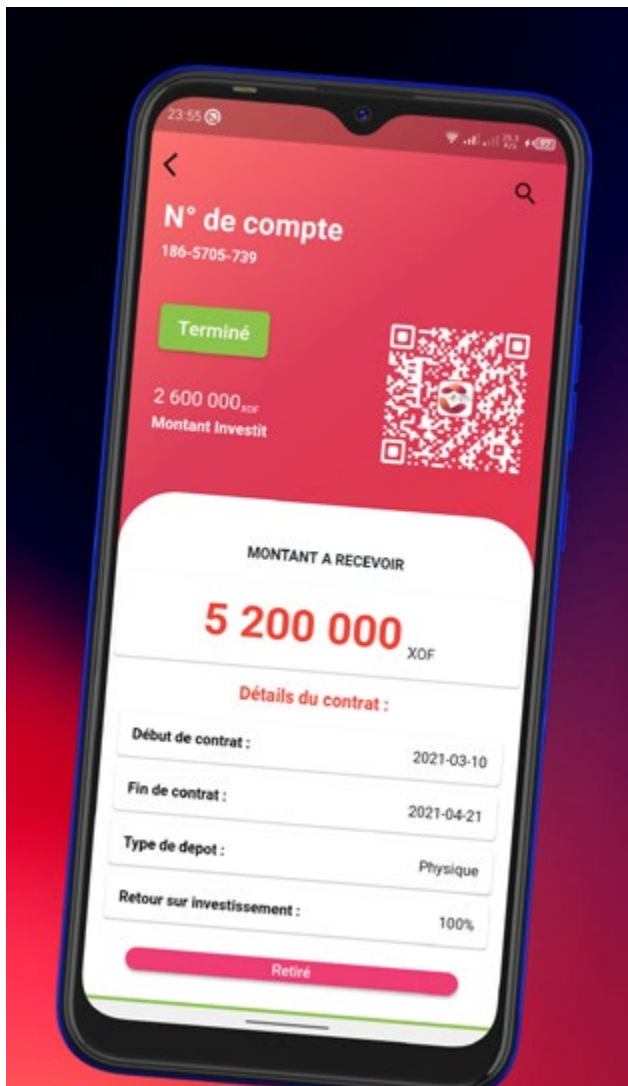 23:55
N° de compte
186-5705-739
Terminé
2 600 000 XOF
Montant Investit
MONTANT A RECEVOIR
5 200 000 XOF
Détails du contrat :
Début de contrat : 2021-03-10
Fin de contrat : 2021-04-21
Type de depot : Physique
Retour sur investissement : 100%
Retiré